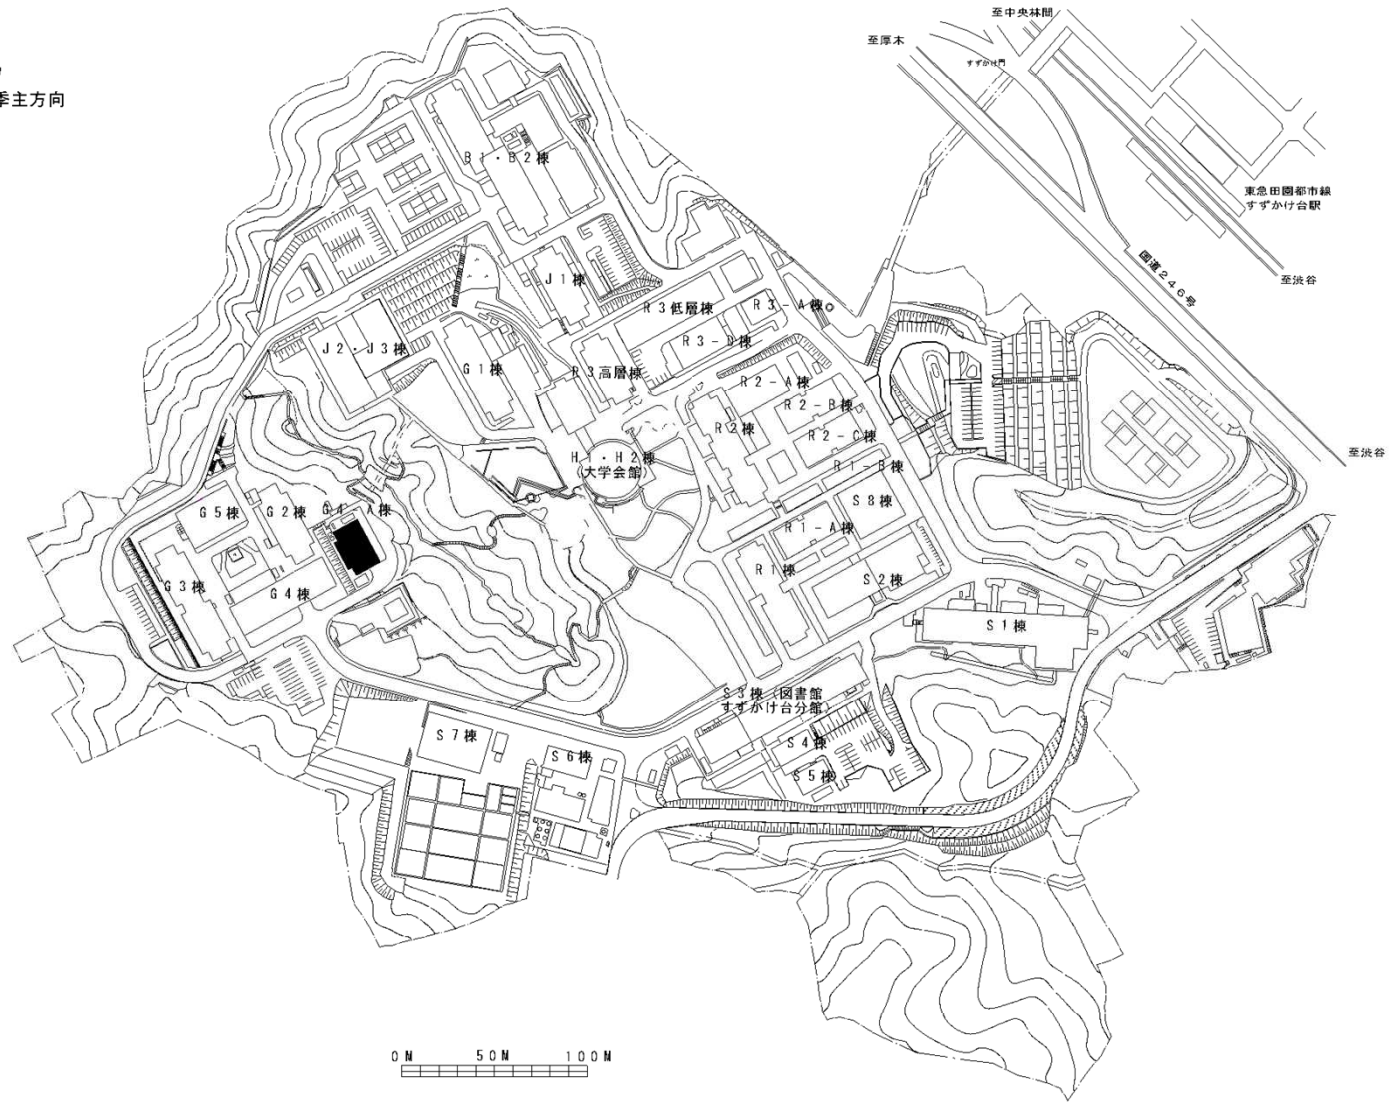 至中央林間
至厚木
すずかけ門
季主方向
B1・B2棟
東急田園都市線
すずかけ台駅
国道246号
至渋谷
J1棟
R3低層棟
R3-A棟
R3-D棟
J2・J3棟
G1棟
R3高層棟
R2-A棟
R2-B棟
R2棟
R2-C棟
至渋谷
H1・H2棟
(大学会館)
R1-B棟
S8棟
G5棟
G2棟
G4-A棟
R1-A棟
R1棟
S2棟
G3棟
G4棟
S1棟
S3棟(図書館
すずかけ台分館)
S7棟
S6棟
S4棟
S5棟
0M 50M 100M